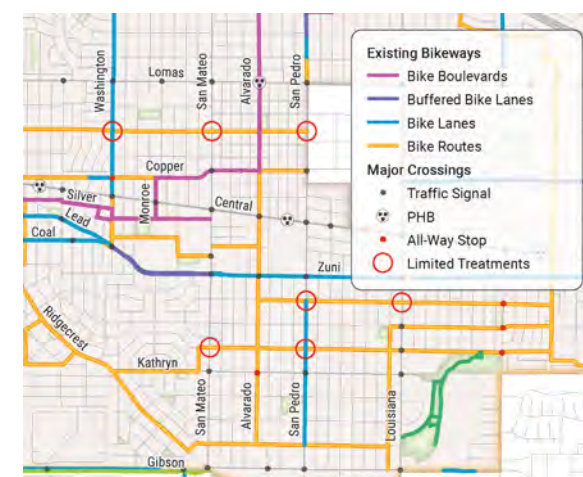 Washington
Lomas
San Mateo
Alvarado
San Pedro
Existing Bikeways
Bike Boulevards
Buffered Bike Lanes
Bike Lanes
Bike Routes
Major Crossings
Traffic Signal
PHB
All-Way Stop
Limited Treatments
Copper
Silver
Monroe
Central
Lead
Coal
Zuni
Ridgecrest
Kathryn
San Mateo
Alvarado
San Pedro
Louisiana
Gibson